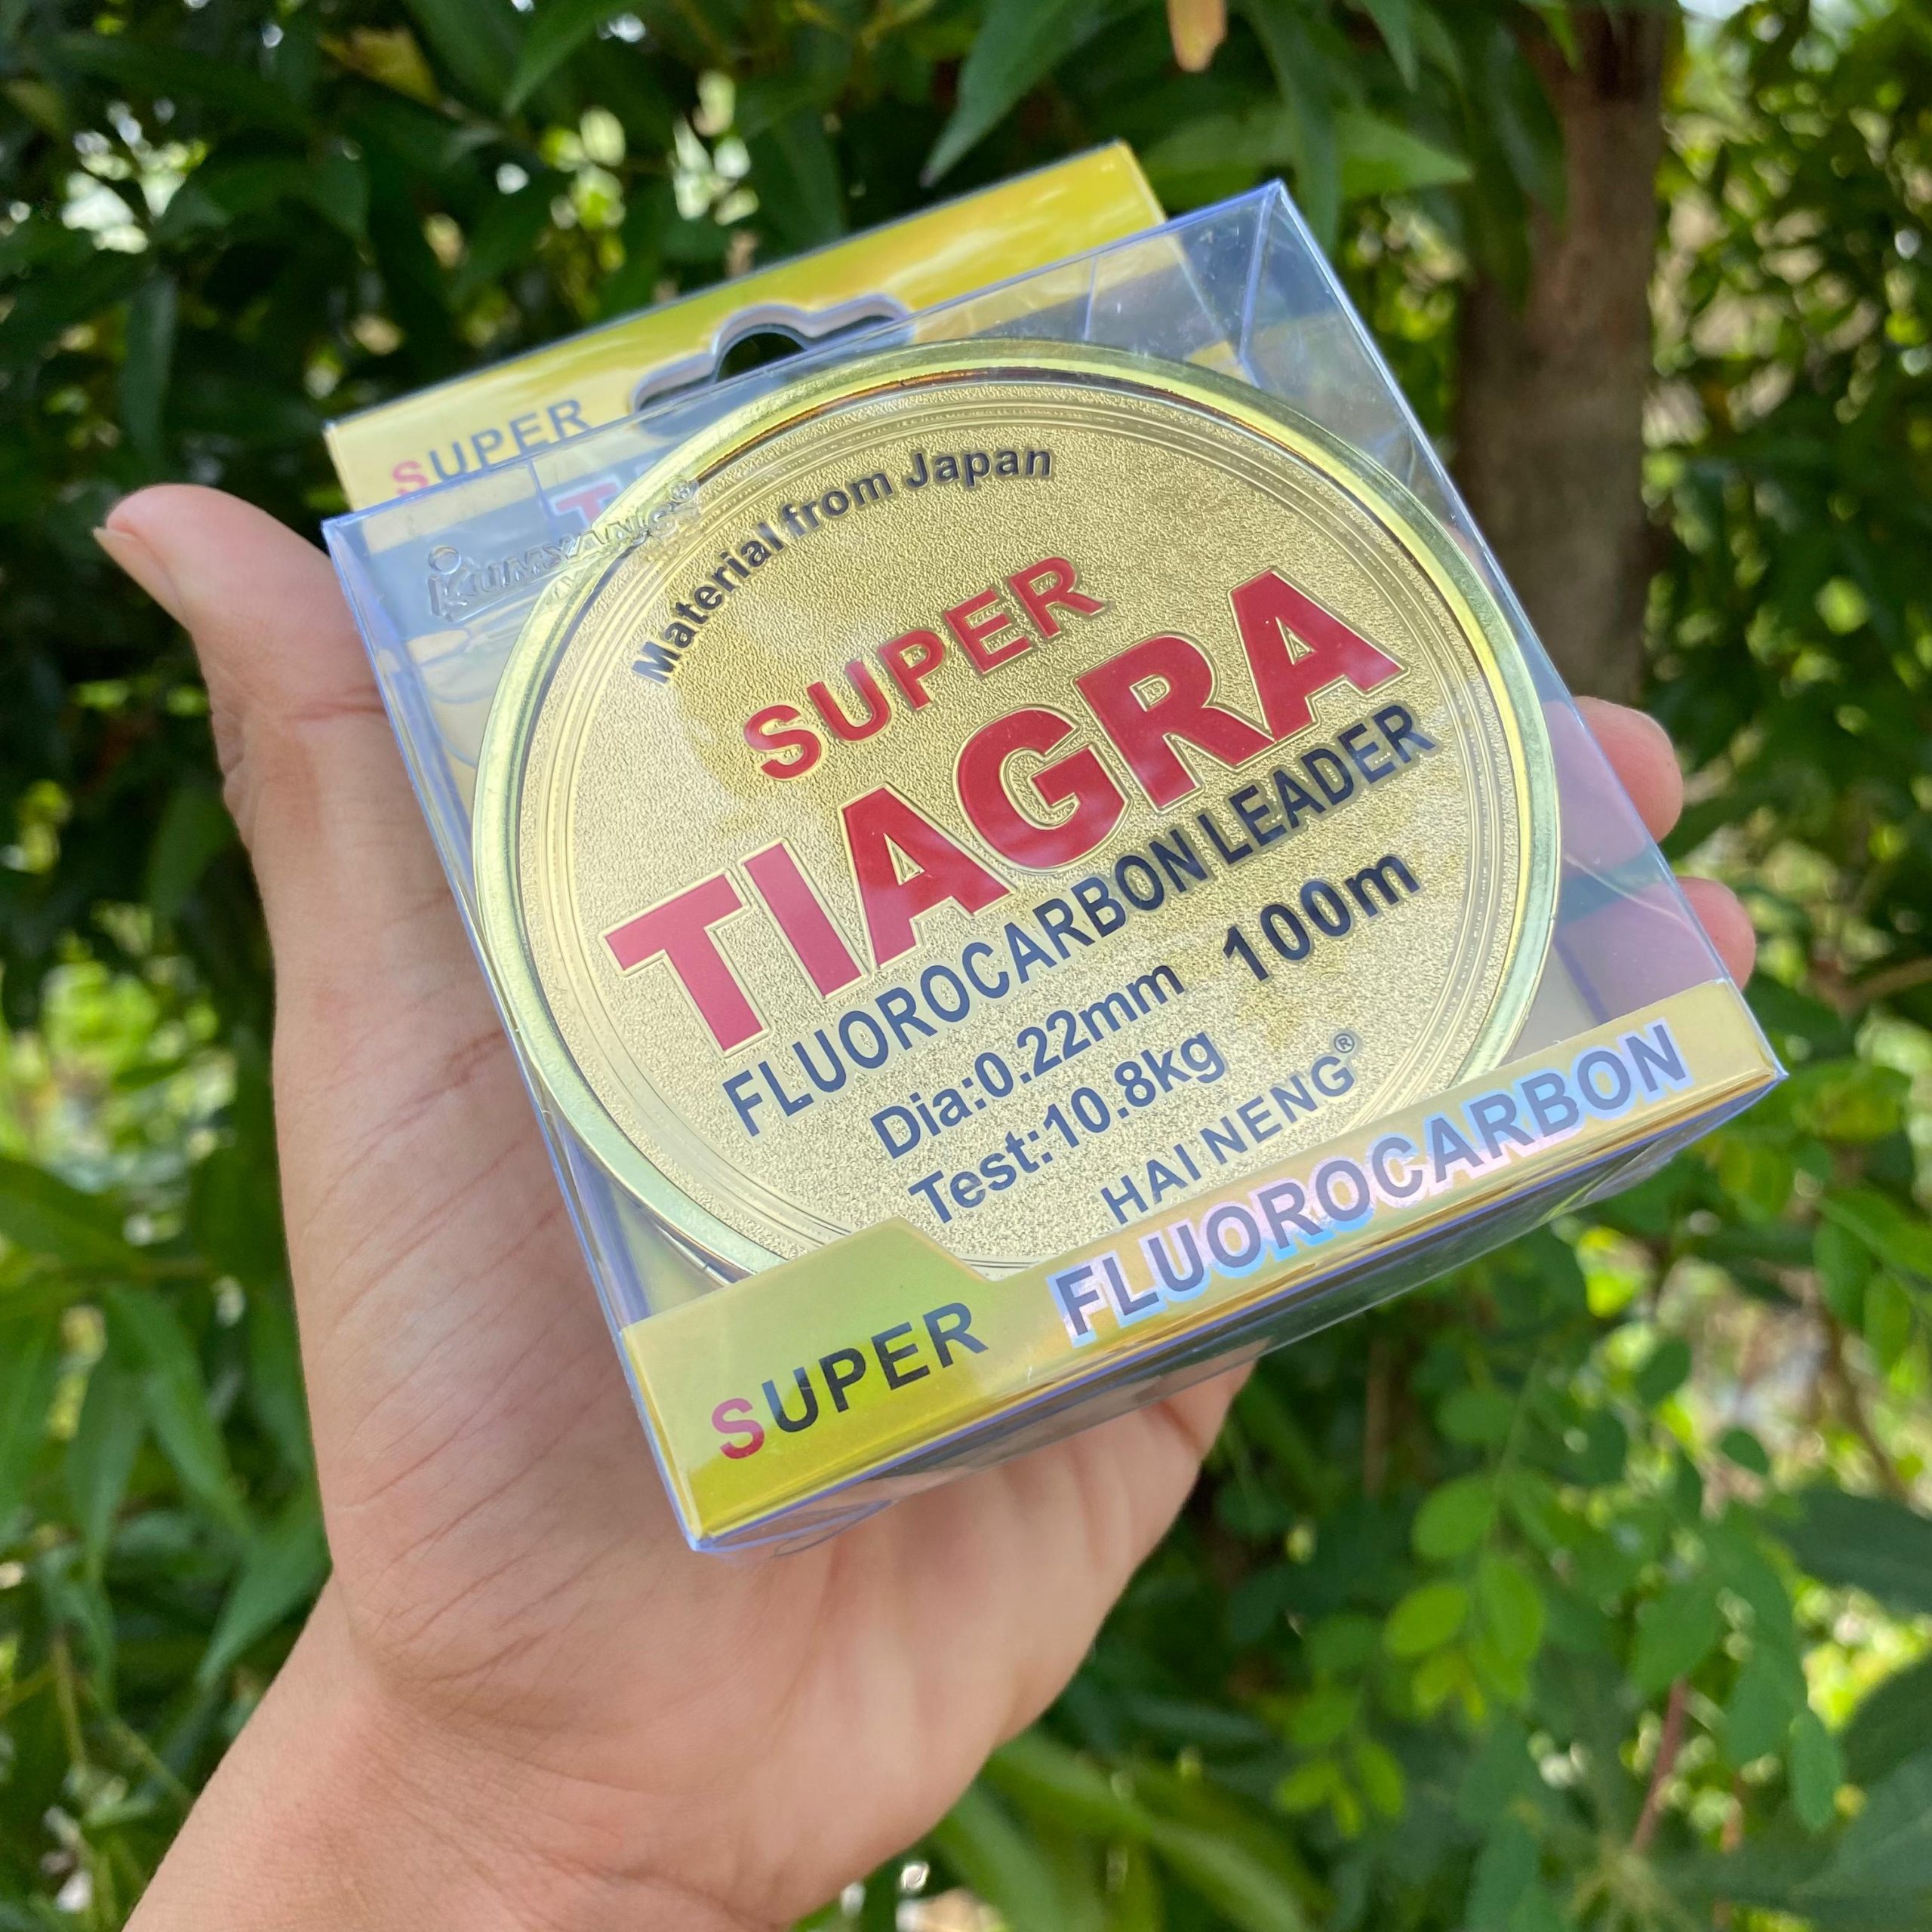 SUPER
T
KUMYANG
Material from Japan
SUPER
TIAGRA
FLUOROCARBON LEADER
Dia:0.22mm 100m
Test:10.8kg
HAI NENG®
SUPER FLUOROCARBON